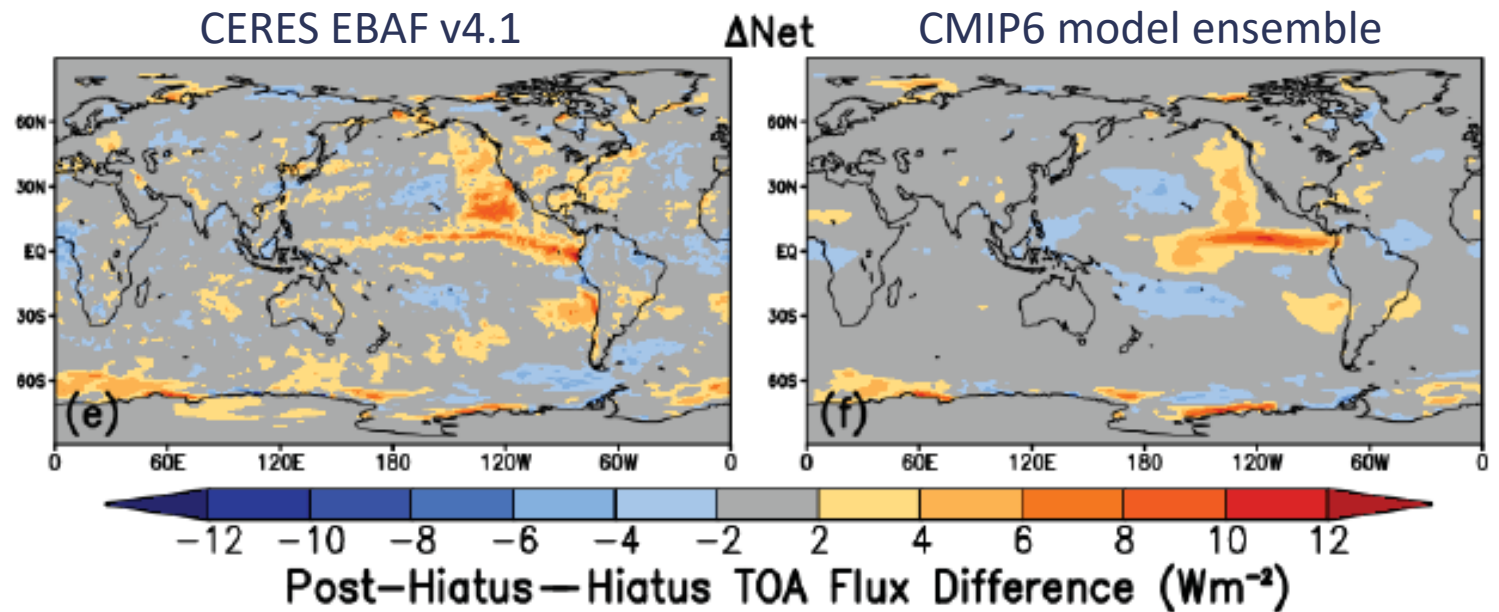 CERES EBAF v4.1 ΔNet CMIP6 model ensemble
60N 60N
30N 30N
EQ EQ
30S 30S
60S 60S
(e) (f)
0 60E 120E 180 120W 60W 0 0 60E 120E 180 120W 60W 0
−12 −10 −8 −6 −4 −2 2 4 6 8 10 12
Post−Hiatus−Hiatus TOA Flux Difference (Wm⁻²)